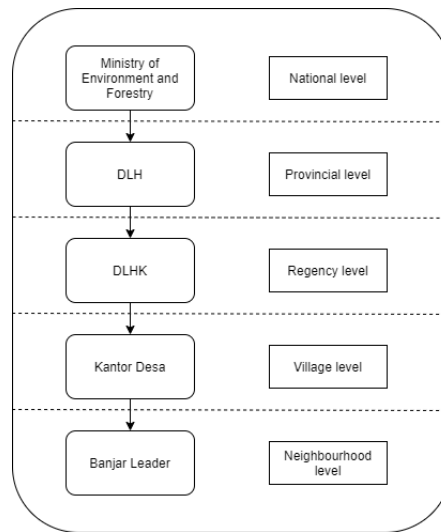 Ministry of
Environment and
Forestry
National level
DLH
Provincial level
DLHK
Regency level
Kantor Desa
Village level
Banjar Leader
Neighbourhood
level